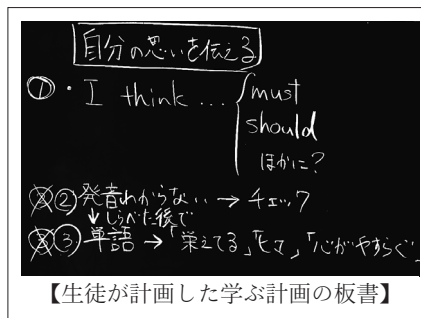 自分の思いを伝える
① ・ I think ... must
should
ほかに?
② 発音わからない → チェック
↓しらべた後で
③ 単語 → 「栄えてる」「ヒマ」、「心がやすらぐ」
【生徒が計画した学ぶ計画の板書】